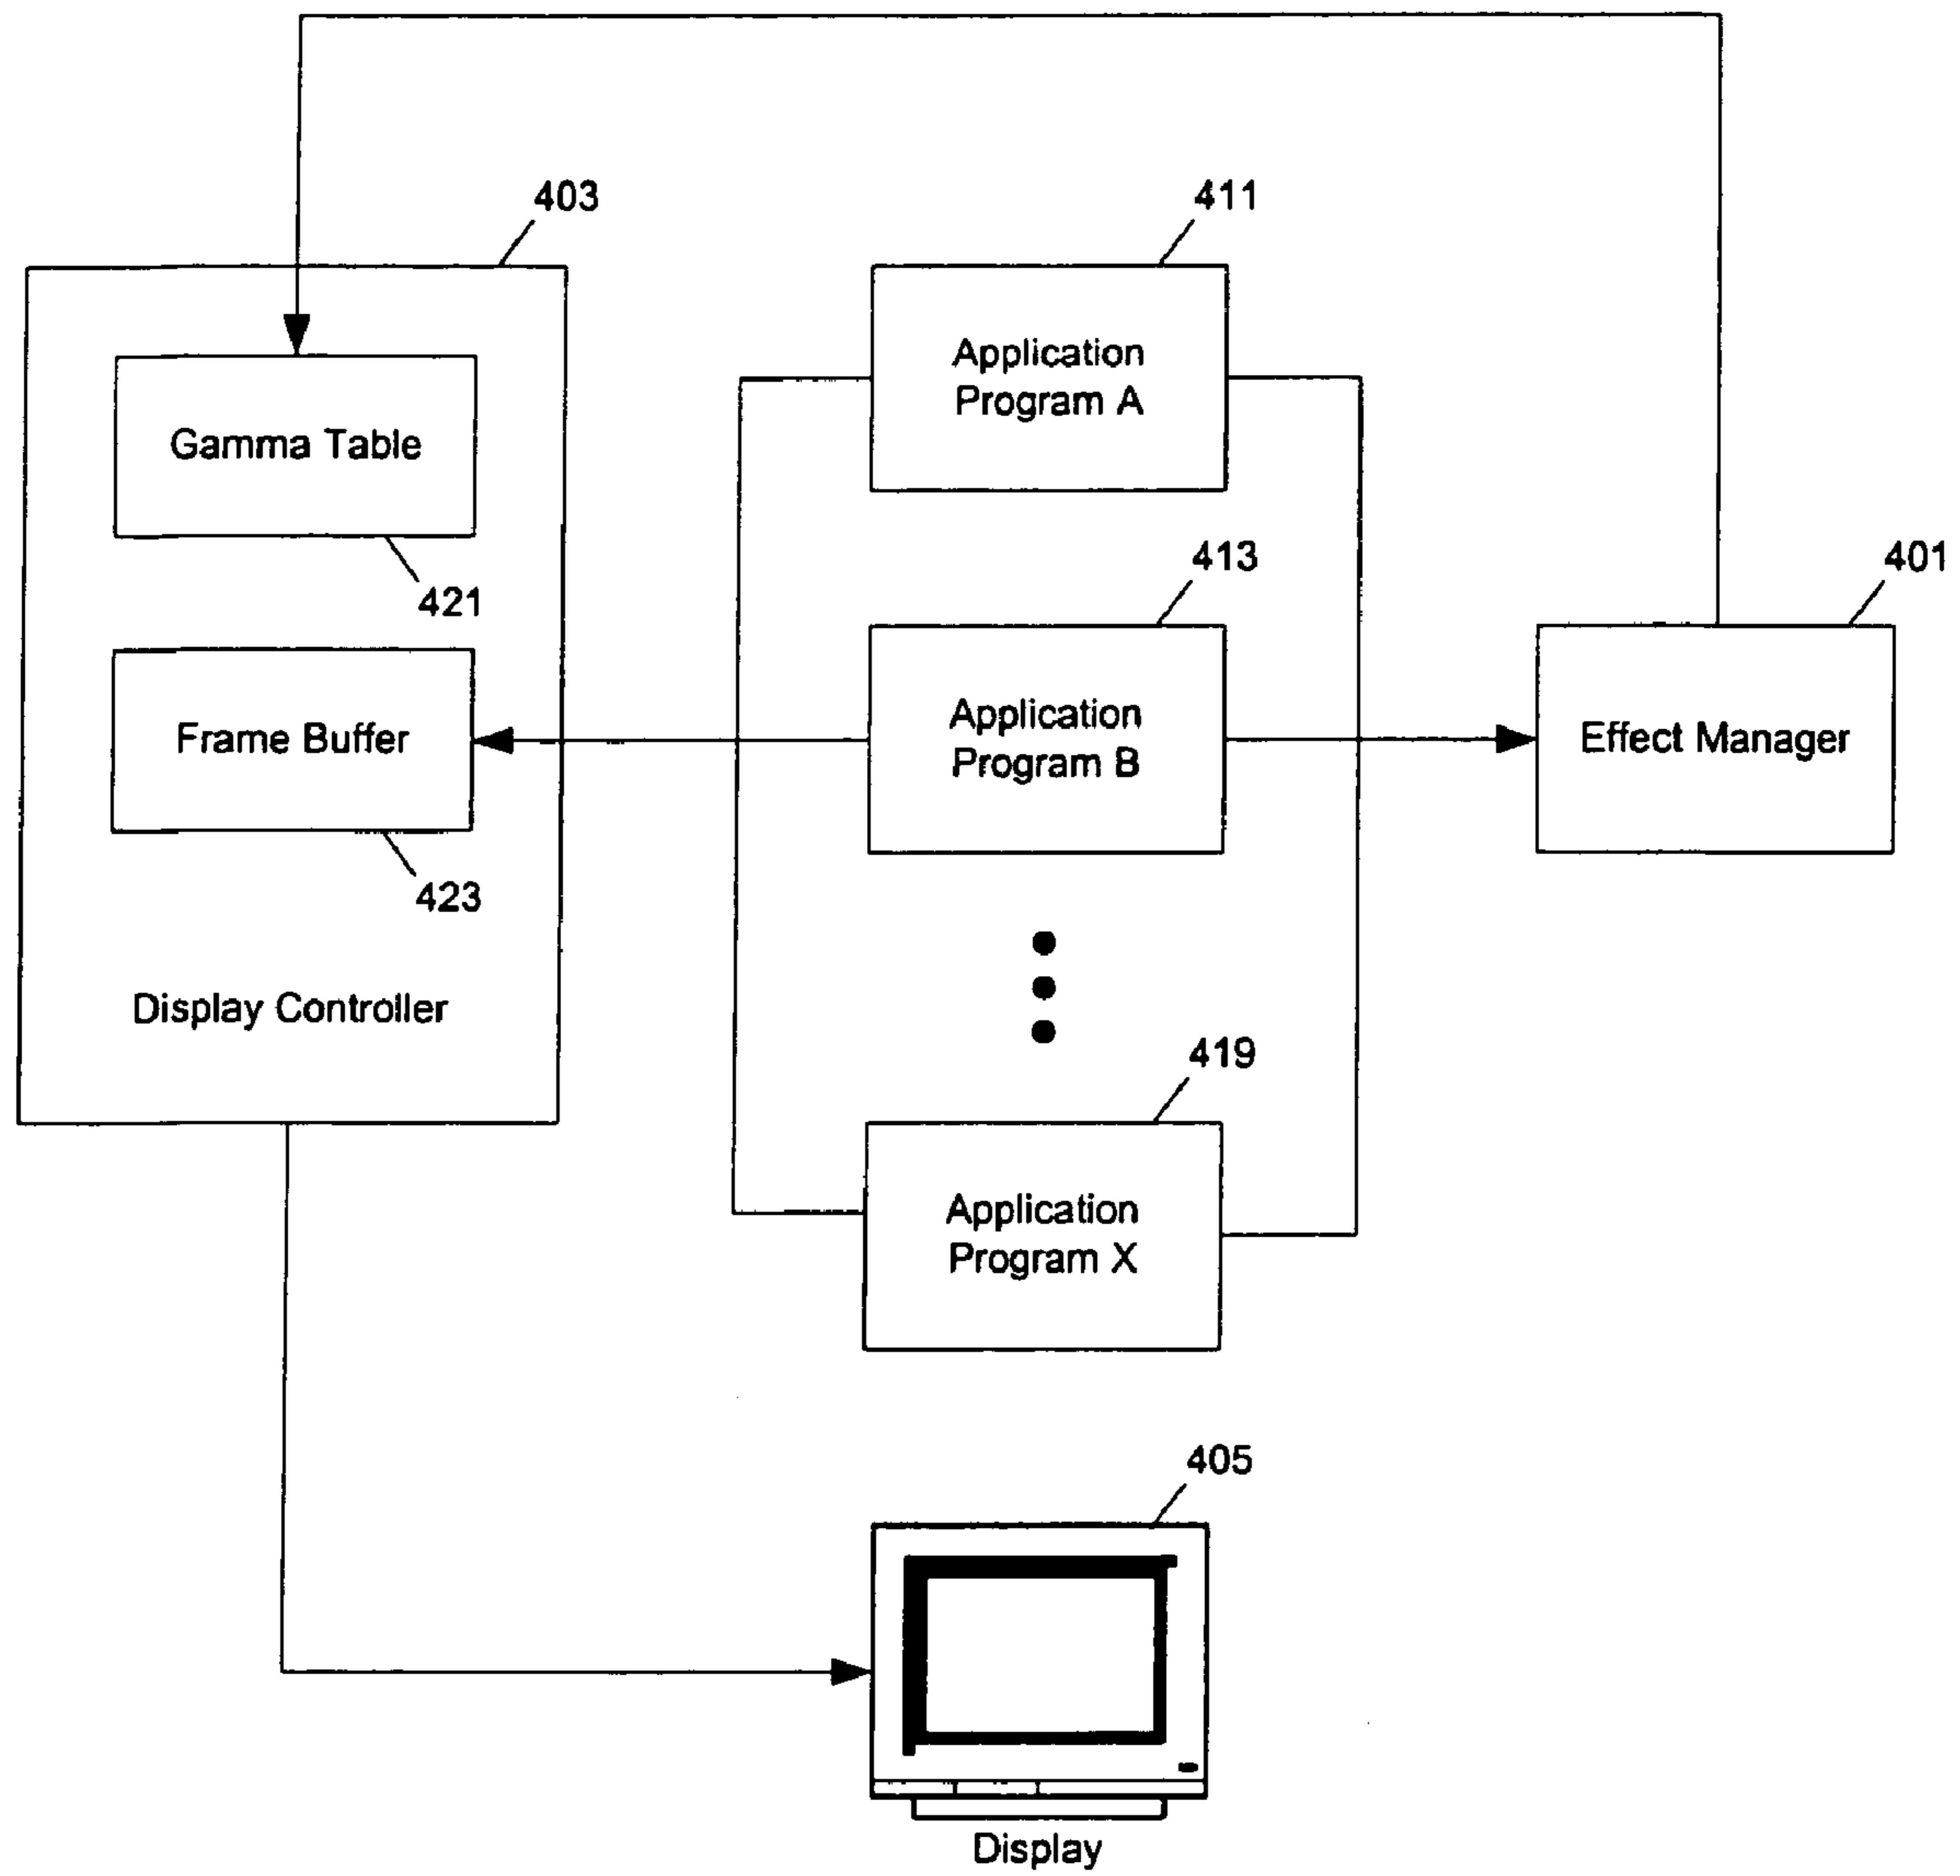 403
411
Application
Program A
Gamma Table
421
413
401
Application
Program B
Frame Buffer
Effect Manager
423
Display Controller
419
Application
Program X
405
Display